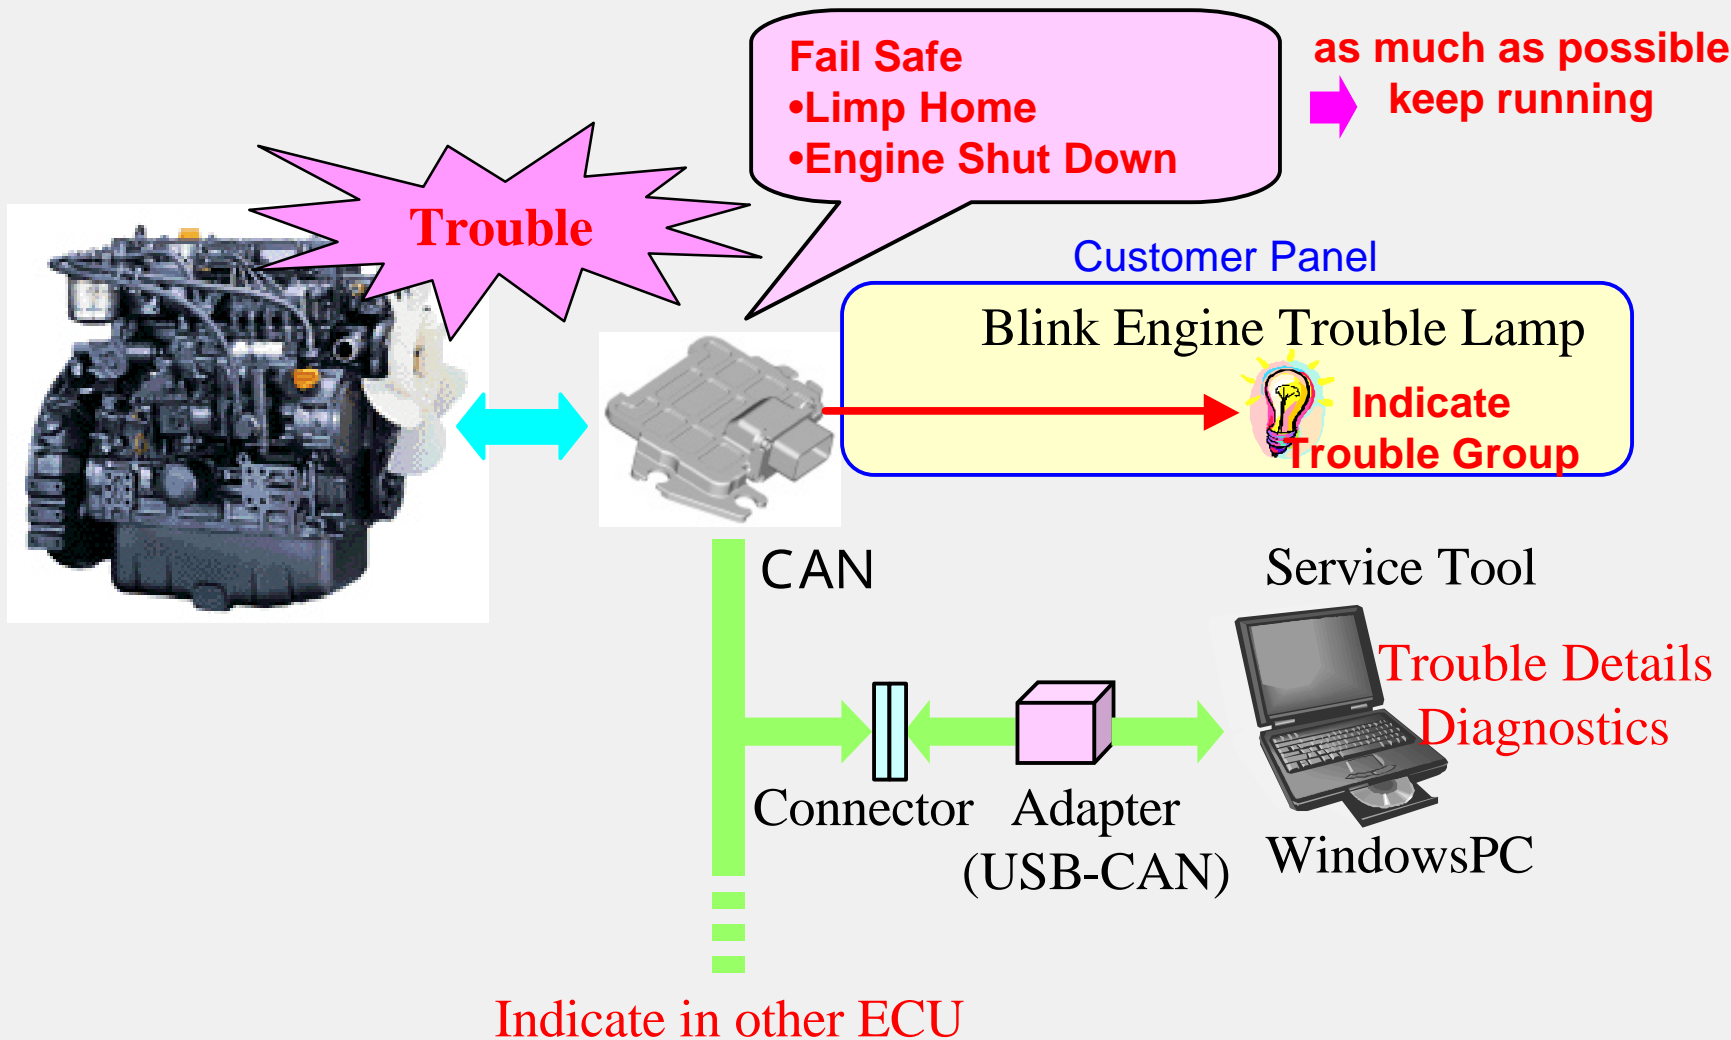 Fail Safe
•Limp Home
•Engine Shut Down
as much as possible
keep running
Trouble
Customer Panel
Blink Engine Trouble Lamp
Indicate
Trouble Group
CAN
Service Tool
Trouble Details
Diagnostics
Connector
Adapter
(USB-CAN)
WindowsPC
Indicate in other ECU